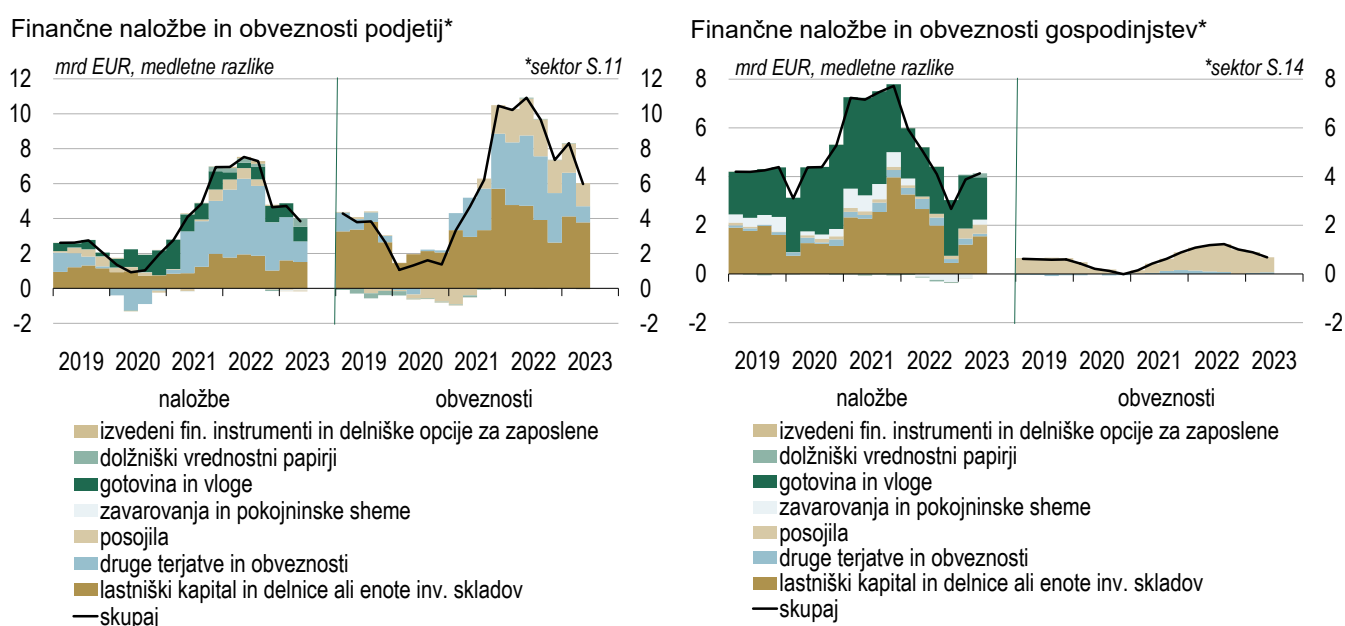 Finančne naložbe in obveznosti podjetij*
mrd EUR, medletne razlike
*sektor S.11
12
10
8
6
4
2
0
-2
12
10
8
6
4
2
0
-2
2019 2020 2021 2022 2023 2019 2020 2021 2022 2023
naložbe
obveznosti
izvedeni fin. instrumenti in delniške opcije za zaposlene
dolžniški vrednostni papirji
gotovina in vloge
zavarovanja in pokojninske sheme
posojila
druge terjatve in obveznosti
lastniški kapital in delnice ali enote inv. skladov
skupaj
Finančne naložbe in obveznosti gospodinjstev*
mrd EUR, medletne razlike
*sektor S.14
8
6
4
2
0
-2
8
6
4
2
0
-2
2019 2020 2021 2022 2023 2019 2020 2021 2022 2023
naložbe
obveznosti
izvedeni fin. instrumenti in delniške opcije za zaposlene
dolžniški vrednostni papirji
gotovina in vloge
zavarovanja in pokojninske sheme
posojila
druge terjatve in obveznosti
lastniški kapital in delnice ali enote inv. skladov
skupaj